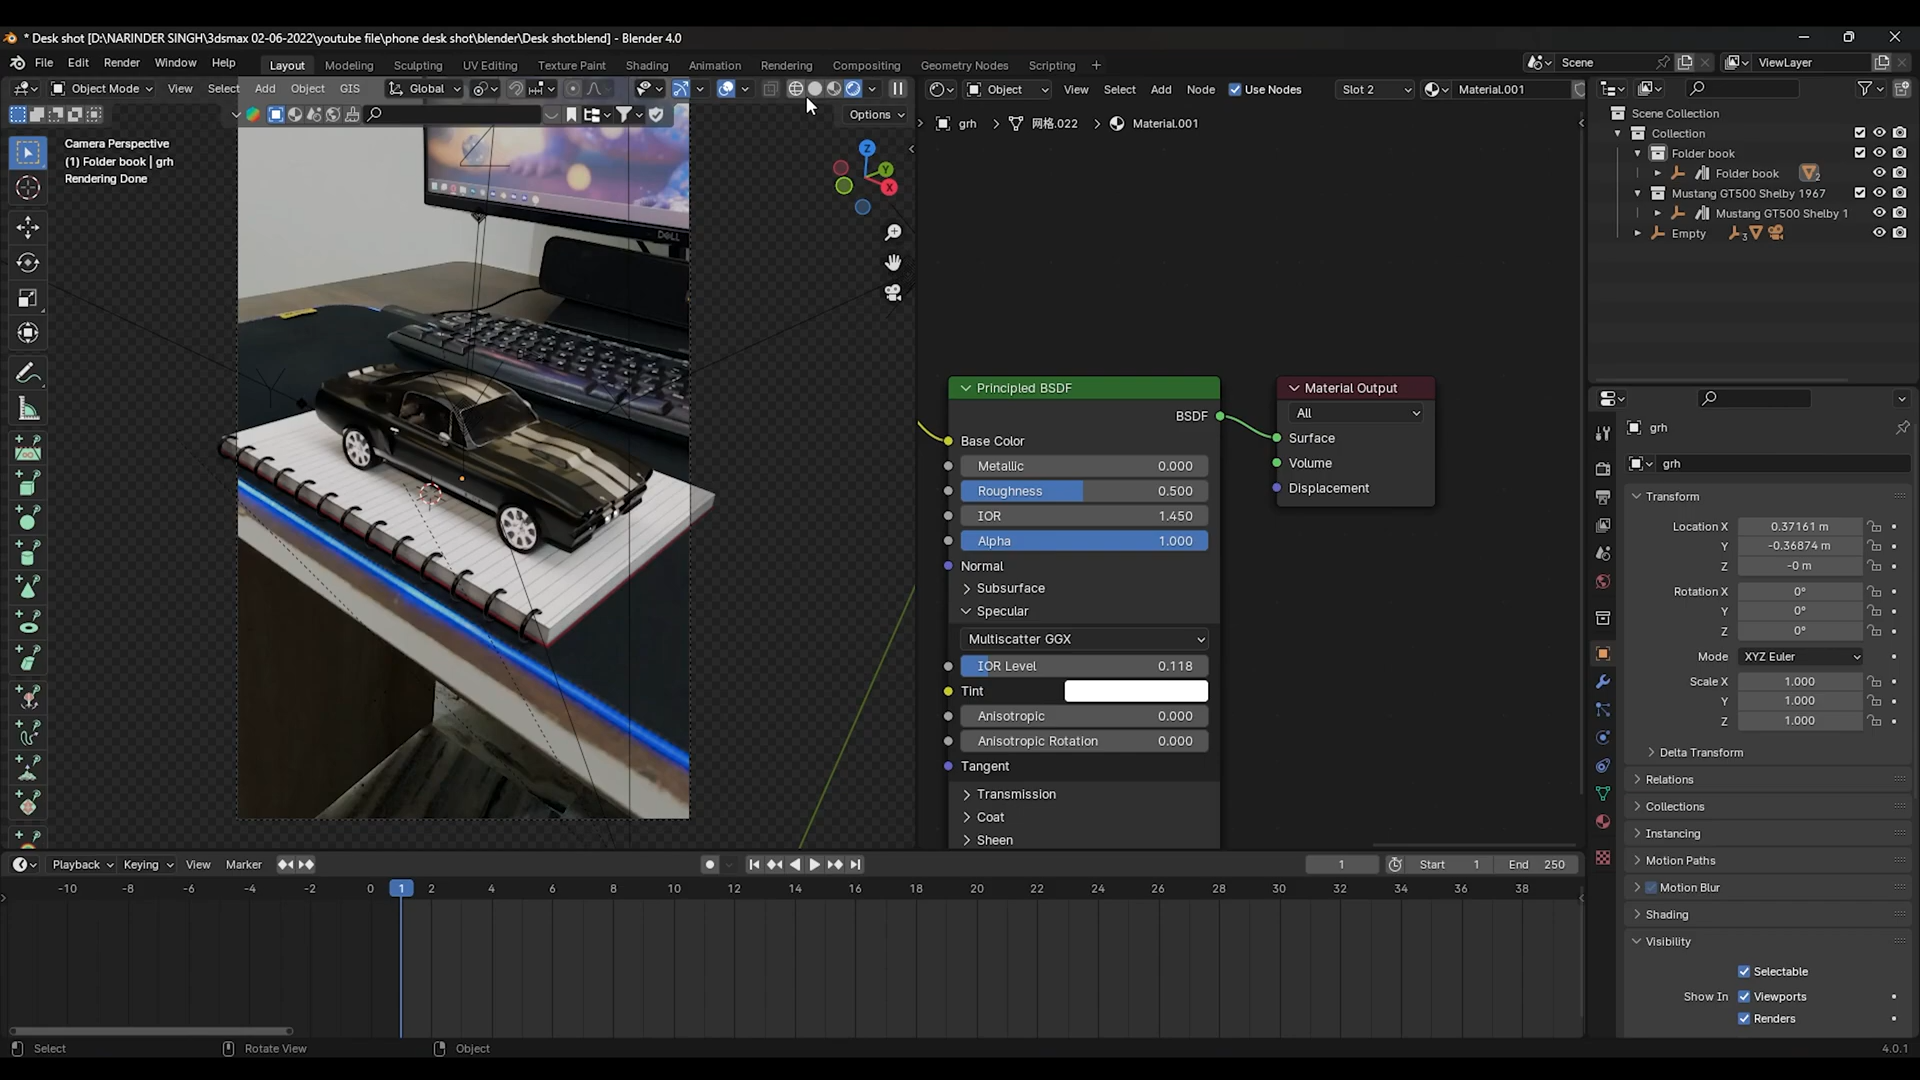 * Desk shot [D:\NARINDER SINGH\3dsmax 02-06-2022\youtube file\phone desk shot\blender\Desk shot.blend] - Blender 4.0
File Edit Render Window Help Layout Modeling Sculpting UV Editing Texture Paint Shading Animation Rendering Compositing Geometry Nodes Scripting + Scene ViewLayer
Object Mode View Select Add Object GIS Global
Options
Camera Perspective
(1) Folder book | grh
Rendering Done
Z
Y
X
DELL
Object View Select Add Node Use Nodes Slot 2 Material.001
grh > 网格.022 > Material.001
Principled BSDF
BSDF
Base Color
Metallic 0.000
Roughness 0.500
IOR 1.450
Alpha 1.000
Normal
Subsurface
Specular
Multiscatter GGX
IOR Level 0.118
Tint
Anisotropic 0.000
Anisotropic Rotation 0.000
Tangent
Transmission
Coat
Sheen
Material Output
All
Surface
Volume
Displacement
Scene Collection
Collection
Folder book
Folder book 2
Mustang GT500 Shelby 1967
Mustang GT500 Shelby 1
Empty 3
grh
grh
Transform
Location X 0.37161 m
Y -0.36874 m
Z -0 m
Rotation X 0°
Y 0°
Z 0°
Mode XYZ Euler
Scale X 1.000
Y 1.000
Z 1.000
Delta Transform
Relations
Collections
Instancing
Motion Paths
Motion Blur
Shading
Visibility
Selectable
Show In Viewports
Renders
Playback Keying View Marker 1 Start 1 End 250
-10 -8 -6 -4 -2 0 1 2 4 6 8 10 12 14 16 18 20 22 24 26 28 30 32 34 36 38
Select Rotate View Object 4.0.1